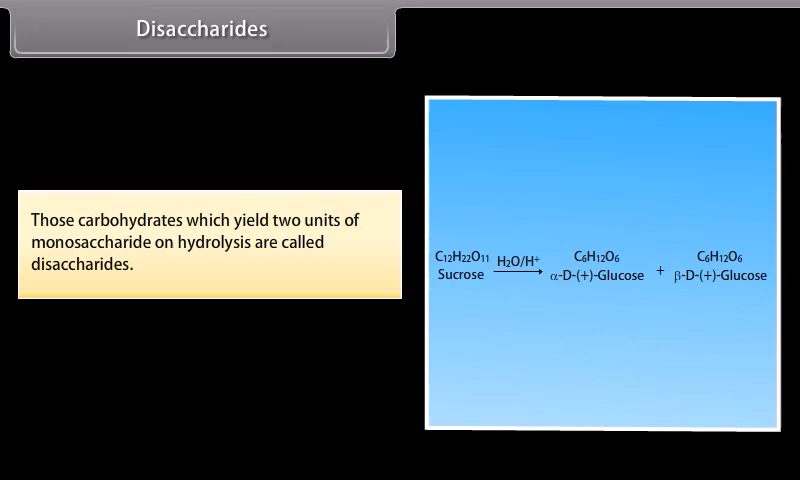 Disaccharides
Those carbohydrates which yield two units of
monosaccharide on hydrolysis are called
disaccharides.
C₁₂H₂₂O₁₁ H₂O/H⁺ C₆H₁₂O₆ + C₆H₁₂O₆
Sucrose α-D-(+)-Glucose β-D-(+)-Glucose